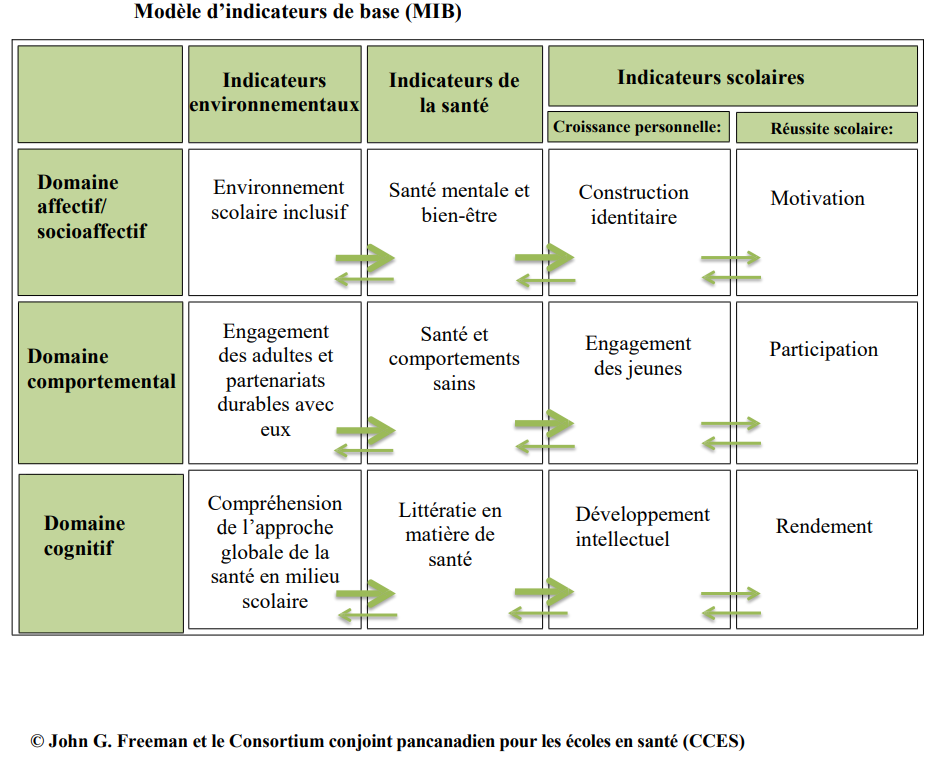 Modèle d’indicateurs de base (MIB)
Indicateurs
environnementaux
Indicateurs de
la santé
Indicateurs scolaires
Croissance personnelle:
Réussite scolaire:
Domaine
affectif/
socioaffectif
Environnement
scolaire inclusif
Santé mentale et
bien-être
Construction
identitaire
Motivation
Domaine
comportemental
Engagement
des adultes et
partenariats
durables avec
eux
Santé et
comportements
sains
Engagement
des jeunes
Participation
Domaine
cognitif
Compréhension
de l’approche
globale de la
santé en milieu
scolaire
Littératie en
matière de
santé
Développement
intellectuel
Rendement
© John G. Freeman et le Consortium conjoint pancanadien pour les écoles en santé (CCES)